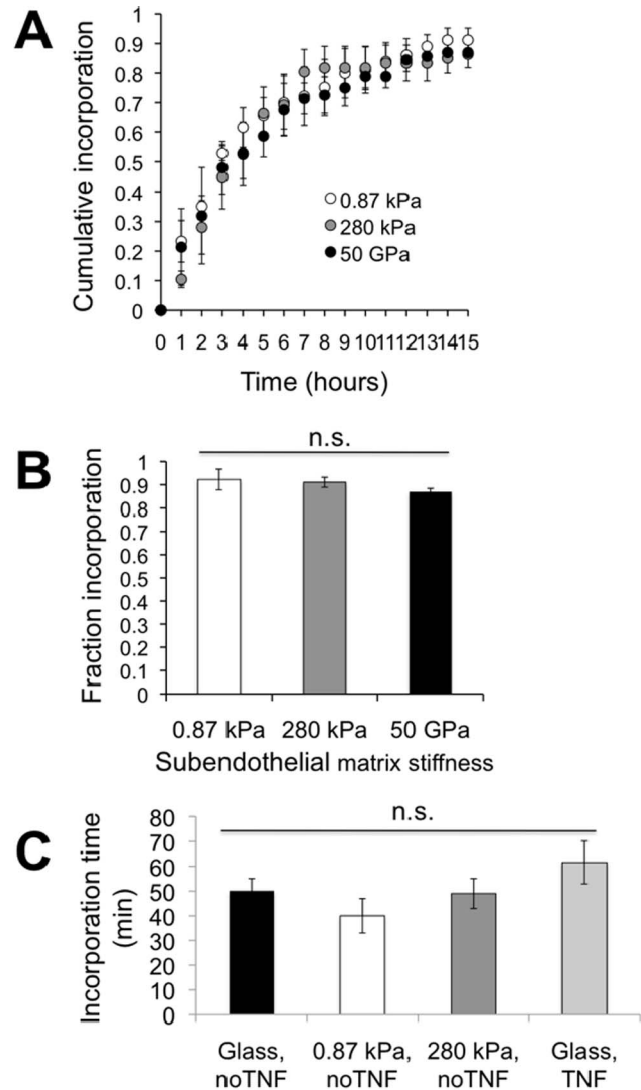 A
Cumulative incorporation
1
0.9
0.8
0.7
0.6
0.5
0.4
0.3
0.2
0.1
0
0.87 kPa
280 kPa
50 GPa
0 1 2 3 4 5 6 7 8 9 10 11 12 13 14 15
Time (hours)
B
n.s.
Fraction incorporation
1
0.9
0.8
0.7
0.6
0.5
0.4
0.3
0.2
0.1
0
0.87 kPa 280 kPa 50 GPa
Subendothelial matrix stiffness
C
n.s.
Incorporation time
(min)
80
70
60
50
40
30
20
10
0
Glass, 0.87 kPa, 280 kPa, Glass,
noTNF noTNF noTNF TNF